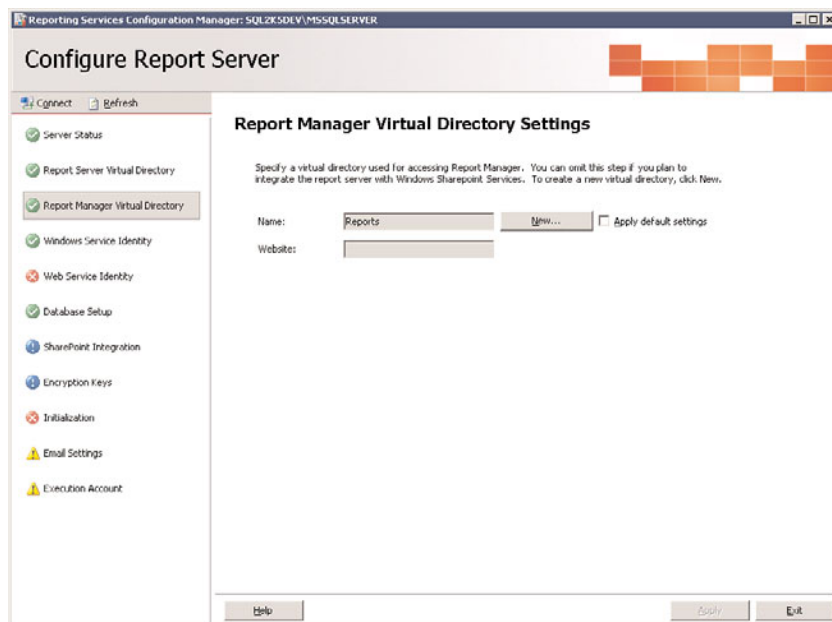 Reporting Services Configuration Manager: SQL2K5DEV\MSSQLSERVER
Configure Report Server
Connect Refresh
Server Status
Report Server Virtual Directory
Report Manager Virtual Directory
Windows Service Identity
Web Service Identity
Database Setup
SharePoint Integration
Encryption Keys
Initialization
Email Settings
Execution Account
Report Manager Virtual Directory Settings
Specify a virtual directory used for accessing Report Manager. You can omit this step if you plan to
integrate the report server with Windows Sharepoint Services. To create a new virtual directory, click New.
Name: Reports New... Apply default settings
Website:
Help Apply Exit